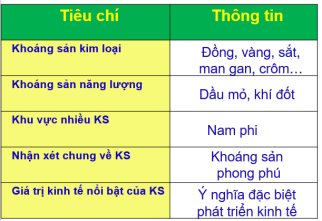 Tiêu chí
Thông tin
Khoáng sản kim loại
Đồng, vàng, sắt,
man gan, crôm…
Khoáng sản năng lượng
Dầu mỏ, khí đốt
Khu vực nhiều KS
Nam phi
Nhận xét chung về KS
Khoáng sản
phong phú
Giá trị kinh tế nổi bật của KS
Ý nghĩa đặc biệt
phát triển kinh tế